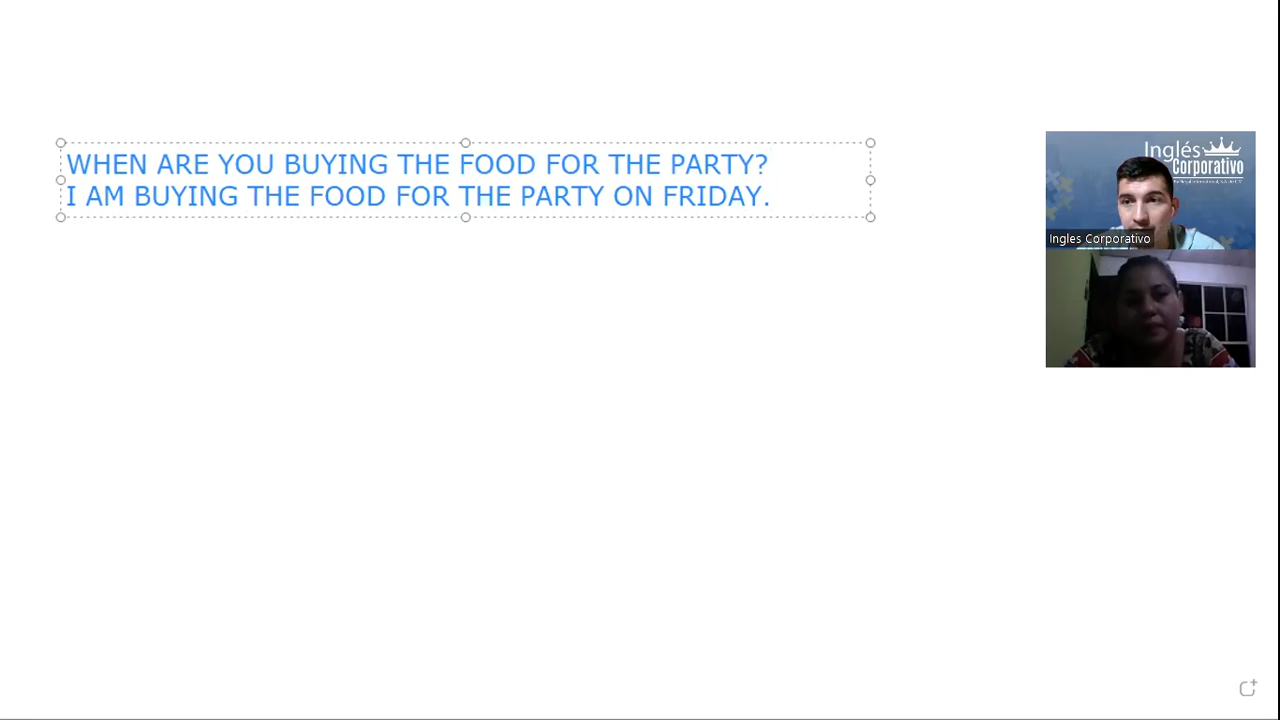 WHEN ARE YOU BUYING THE FOOD FOR THE PARTY?
I AM BUYING THE FOOD FOR THE PARTY ON FRIDAY.
Inglés
Corporativo
Ingles Corporativo